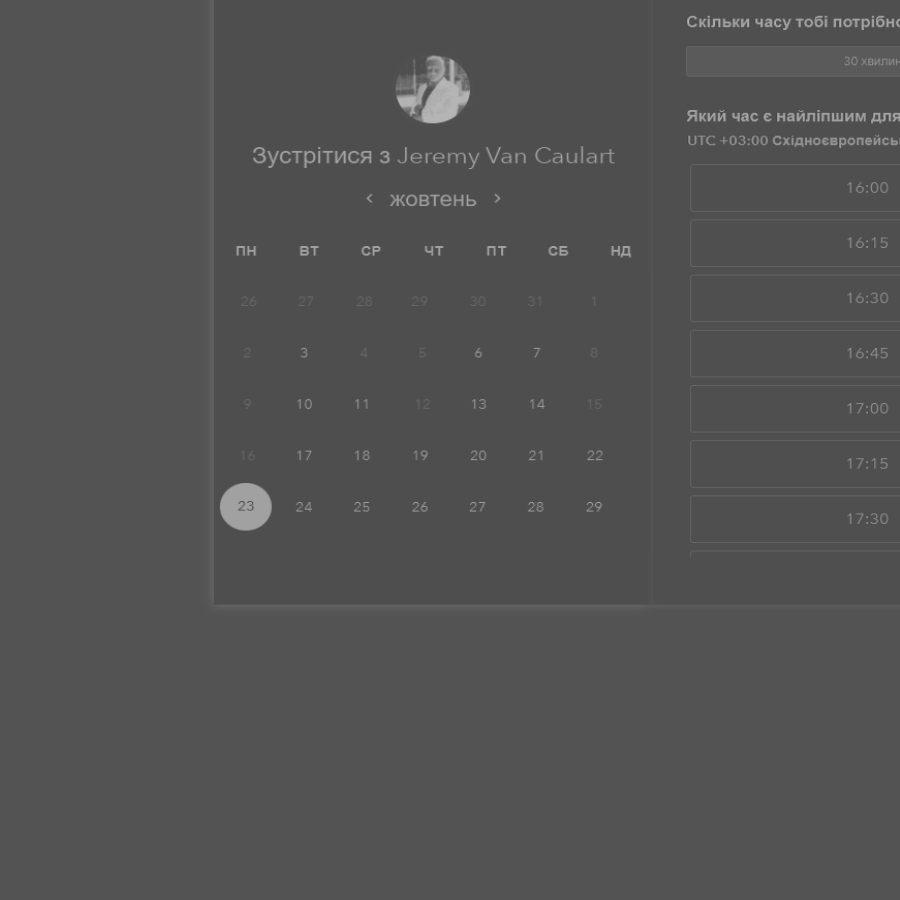 Зустрітися з Jeremy Van Caulart
‹ жовтень ›
ПН ВТ СР ЧТ ПТ СБ НД
26 27 28 29 30 31 1
2 3 4 5 6 7 8
9 10 11 12 13 14 15
16 17 18 19 20 21 22
23 24 25 26 27 28 29
Скільки часу тобі
30
Який час є найліпшим для
UTC +03:00
16:00
16:15
16:30
16:45
17:00
17:15
17:30